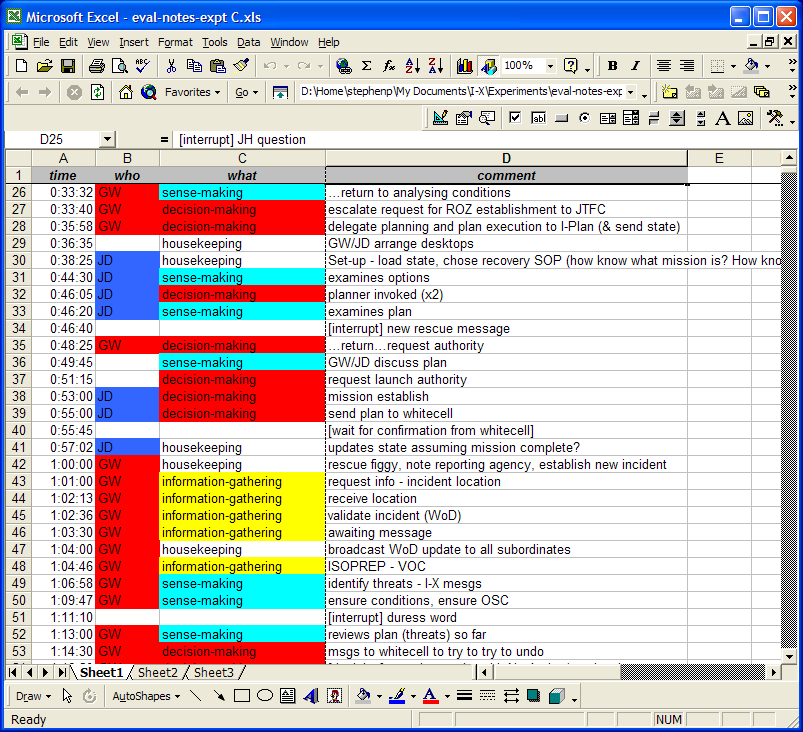 Microsoft Excel - eval-notes-expt C.xls
File Edit View Insert Format Tools Data Window Help
100%
Favorites Go D:\Home\stephenp\My Documents\I-X\Experiments\eval-notes-exp
D25 = [interrupt] JH question
A B C D E
1 time who what comment
26 0:33:32 GW sense-making ...return to analysing conditions
27 0:33:40 GW decision-making escalate request for ROZ establishment to JTFC
28 0:35:58 GW decision-making delegate planning and plan execution to I-Plan (& send state)
29 0:36:35 housekeeping GW/JD arrange desktops
30 0:38:25 JD housekeeping Set-up - load state, chose recovery SOP (how know what mission is? How kno
31 0:44:30 JD sense-making examines options
32 0:46:05 JD decision-making planner invoked (x2)
33 0:46:20 JD sense-making examines plan
34 0:46:40 [interrupt] new rescue message
35 0:48:25 GW decision-making ...return...request authority
36 0:49:45 sense-making GW/JD discuss plan
37 0:51:15 decision-making request launch authority
38 0:53:00 JD decision-making mission establish
39 0:55:00 JD decision-making send plan to whitecell
40 0:55:45 [wait for confirmation from whitecell]
41 0:57:02 JD housekeeping updates state assuming mission complete?
42 1:00:00 GW housekeeping rescue figgy, note reporting agency, establish new incident
43 1:01:00 GW information-gathering request info - incident location
44 1:02:13 GW information-gathering receive location
45 1:02:36 GW information-gathering validate incident (WoD)
46 1:03:30 GW information-gathering awaiting message
47 1:04:00 GW housekeeping broadcast WoD update to all subordinates
48 1:04:46 GW information-gathering ISOPREP - VOC
49 1:06:58 GW sense-making identify threats - I-X mesgs
50 1:09:47 GW sense-making ensure conditions, ensure OSC
51 1:11:10 [interrupt] duress word
52 1:13:00 GW sense-making reviews plan (threats) so far
53 1:14:30 GW decision-making msgs to whitecell to try to try to undo
Sheet1 Sheet2 Sheet3
Draw AutoShapes
Ready NUM